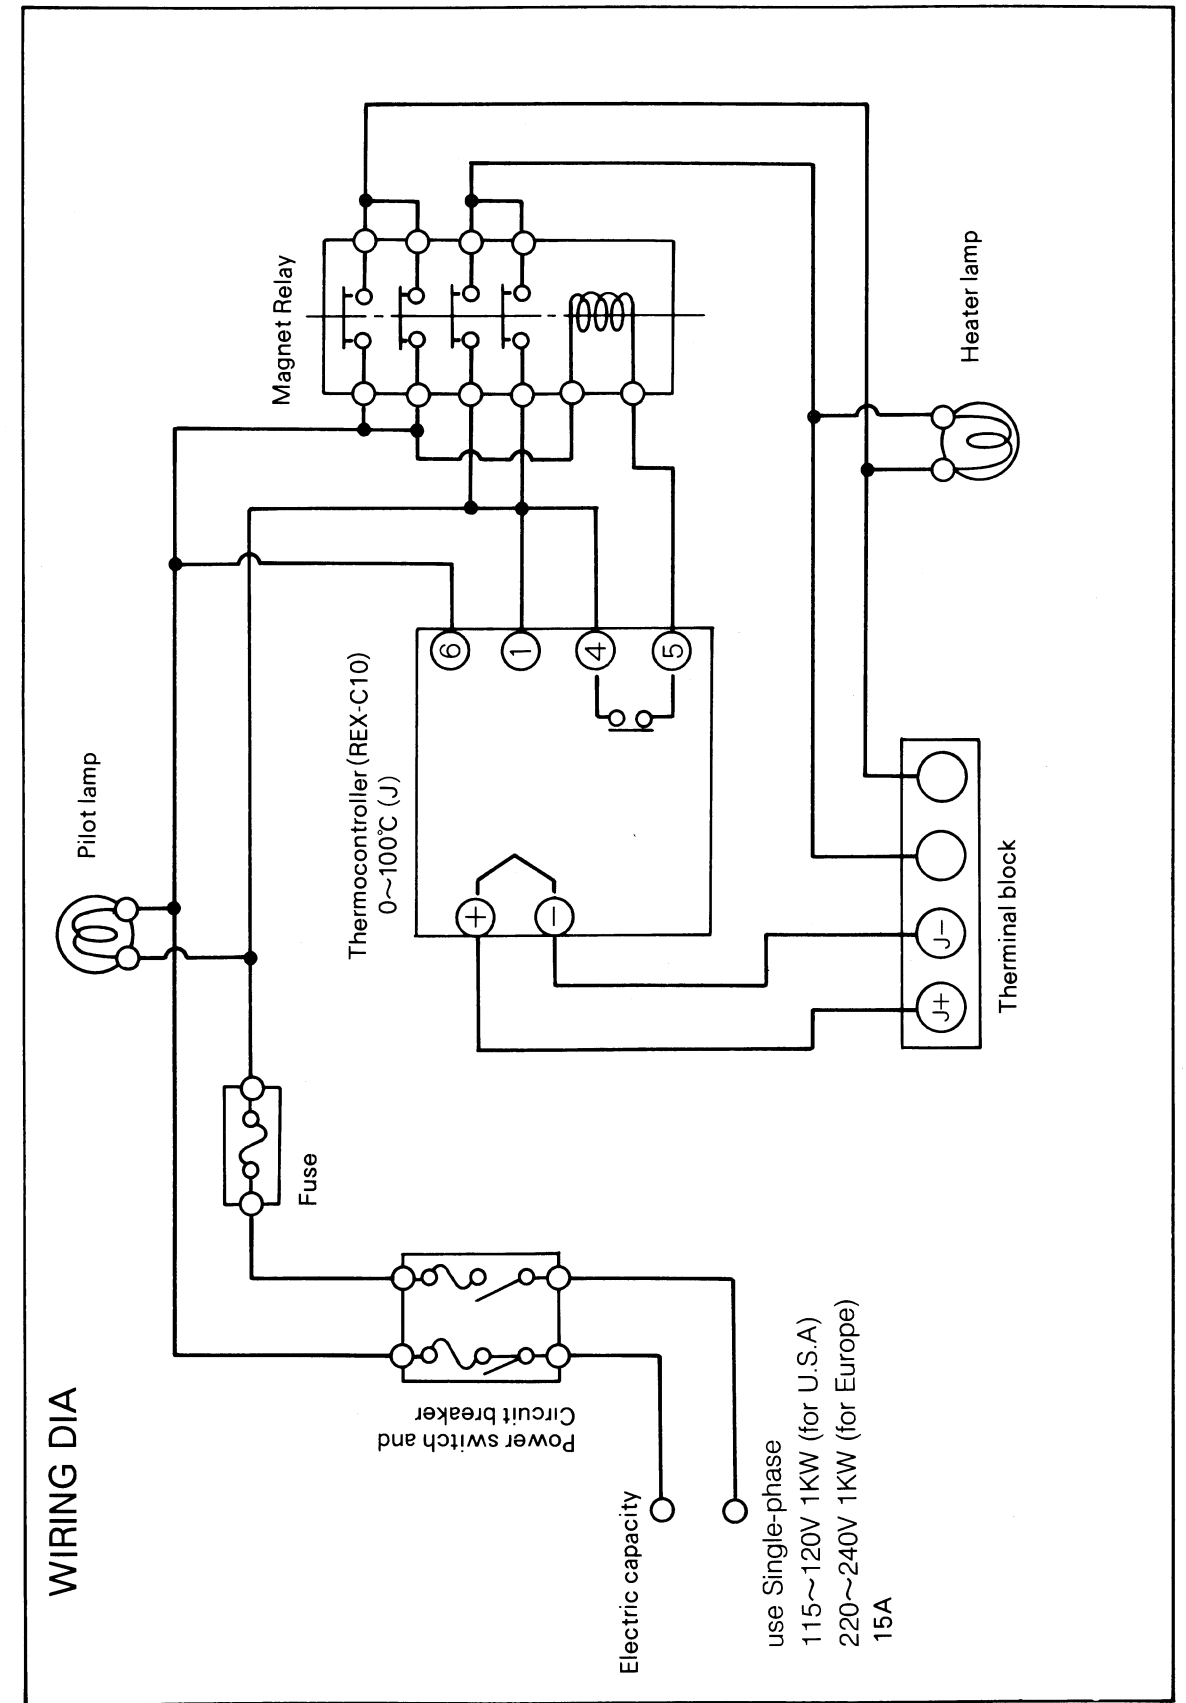 WIRING DIA
Pilot lamp
Magnet Relay
Fuse
Thermocontroller (REX-C10)
0～100℃ (J)
6
1
4
5
+
−
Power switch and
Circuit breaker
Heater lamp
J+
J−
Therminal block
Electric capacity
use Single-phase
115～120V 1KW (for U.S.A)
220～240V 1KW (for Europe)
15A